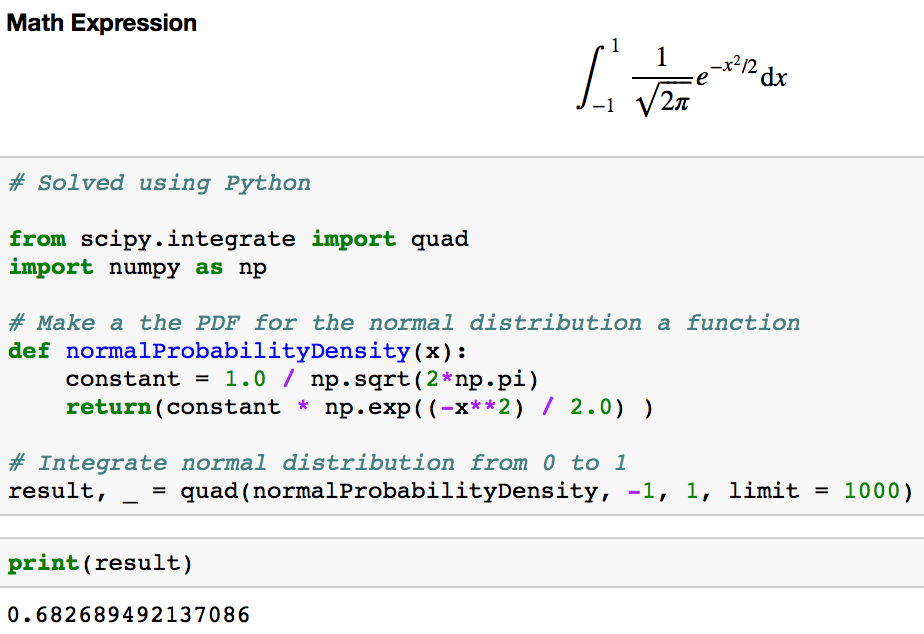 Math Expression
∫_{-1}^{1} \frac{1}{\sqrt{2π}} e^{-x^2/2} dx
# Solved using Python
from scipy.integrate import quad
import numpy as np
# Make a the PDF for the normal distribution a function
def normalProbabilityDensity(x):
    constant = 1.0 / np.sqrt(2*np.pi)
    return(constant * np.exp((-x**2) / 2.0) )
# Integrate normal distribution from 0 to 1
result, _ = quad(normalProbabilityDensity, -1, 1, limit = 1000)
print(result)
0.682689492137086